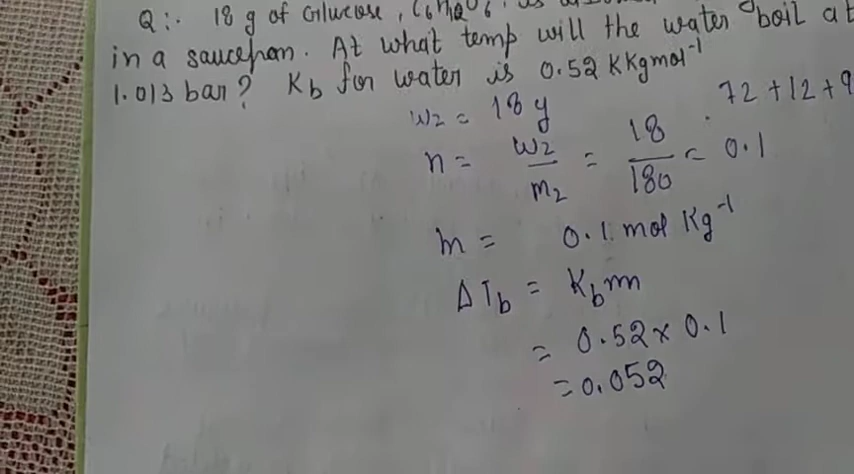 Q:. 18 g of Glucose, C6H12O6,
in a saucepan. At what temp will the water boil at
1.013 bar? Kb for water is 0.52 K Kg mol⁻¹
72 + 12 + 9
W2 = 18 g
n = W2/m2 = 18/180 = 0.1
m = 0.1 mol Kg⁻¹
ΔTb = Kb m
= 0.52 × 0.1
= 0.052